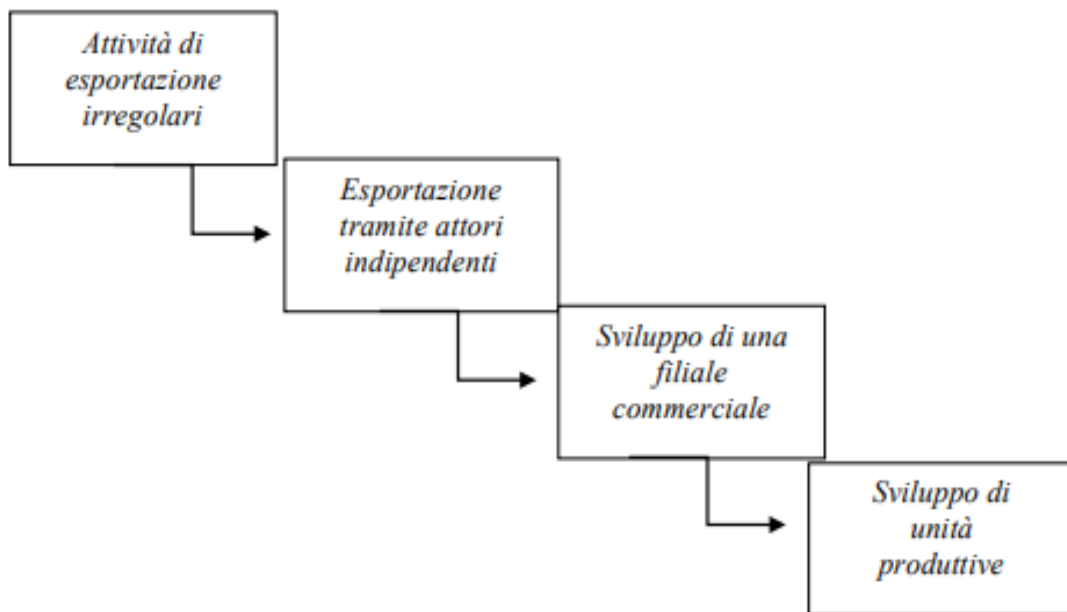 Attività di
esportazione
irregolari
Esportazione
tramite attori
indipendenti
Sviluppo di una
filiale
commerciale
Sviluppo di
unità
produttive